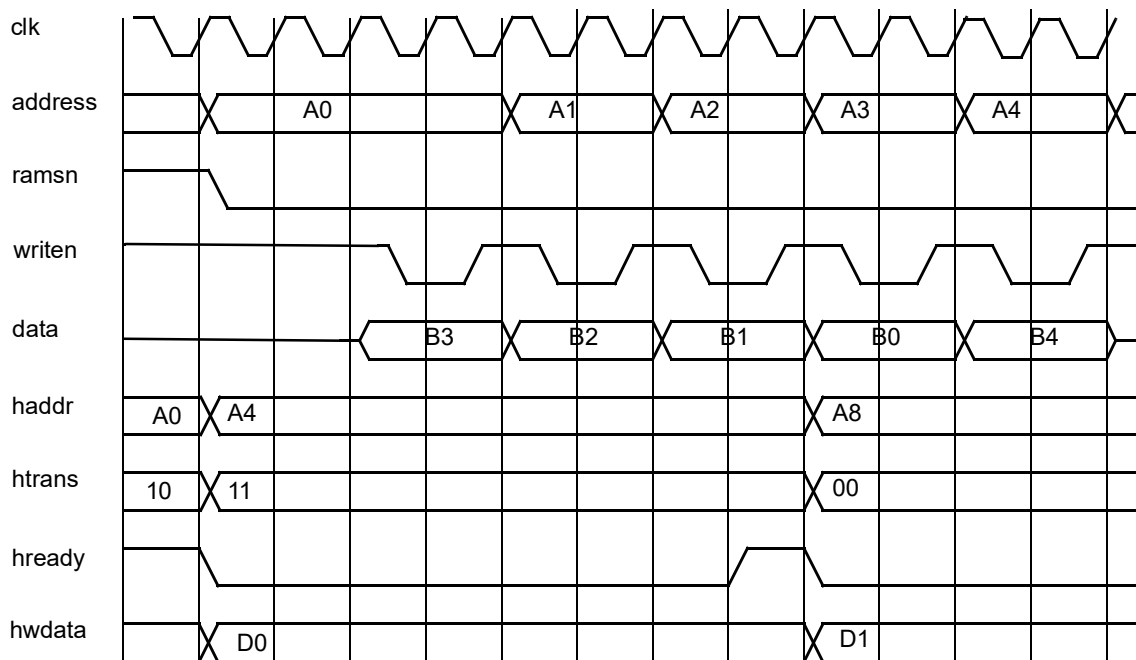 clk
address A0 A1 A2 A3 A4
ramsn
writen
data B3 B2 B1 B0 B4
haddr A0 A4 A8
htrans 10 11 00
hready
hwdata D0 D1